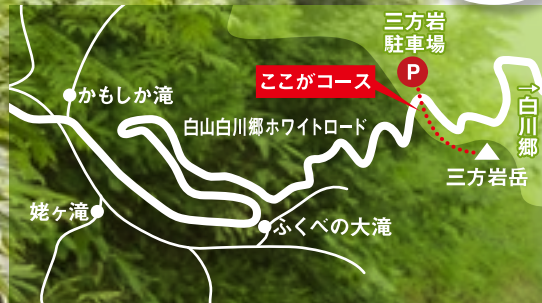 三方岩
駐車場
P
ここがコース
かもしか滝
白山白川郷ホワイトロード
→白川郷
三方岩岳
姥ヶ滝
ふくべの大滝